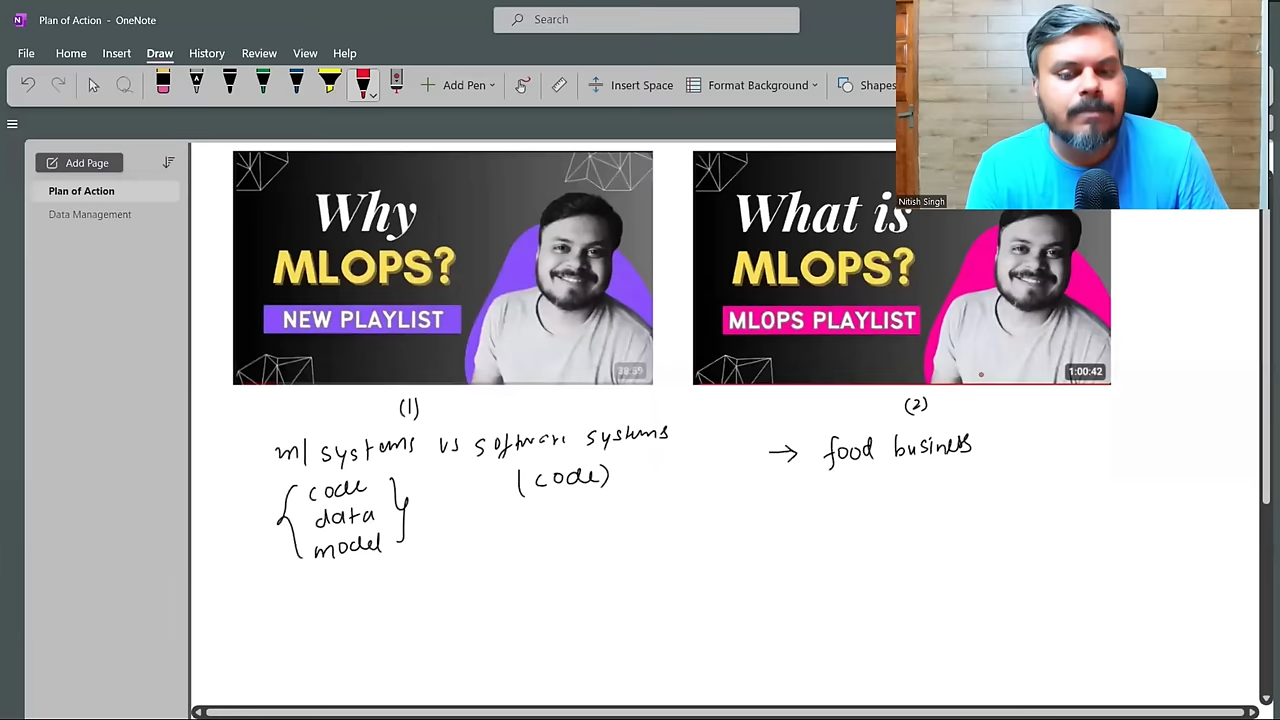 Plan of Action - OneNote
Search
File Home Insert Draw History Review View Help
Add Pen Insert Space Format Background Shapes
Add Page
Plan of Action
Data Management
Nitish Singh
Why
MLOPS?
NEW PLAYLIST
38:59
What is
MLOPS?
MLOPS PLAYLIST
1:00:42
(1)
(2)
ml systems vs software systems
(code)
code
data
model
→ food business